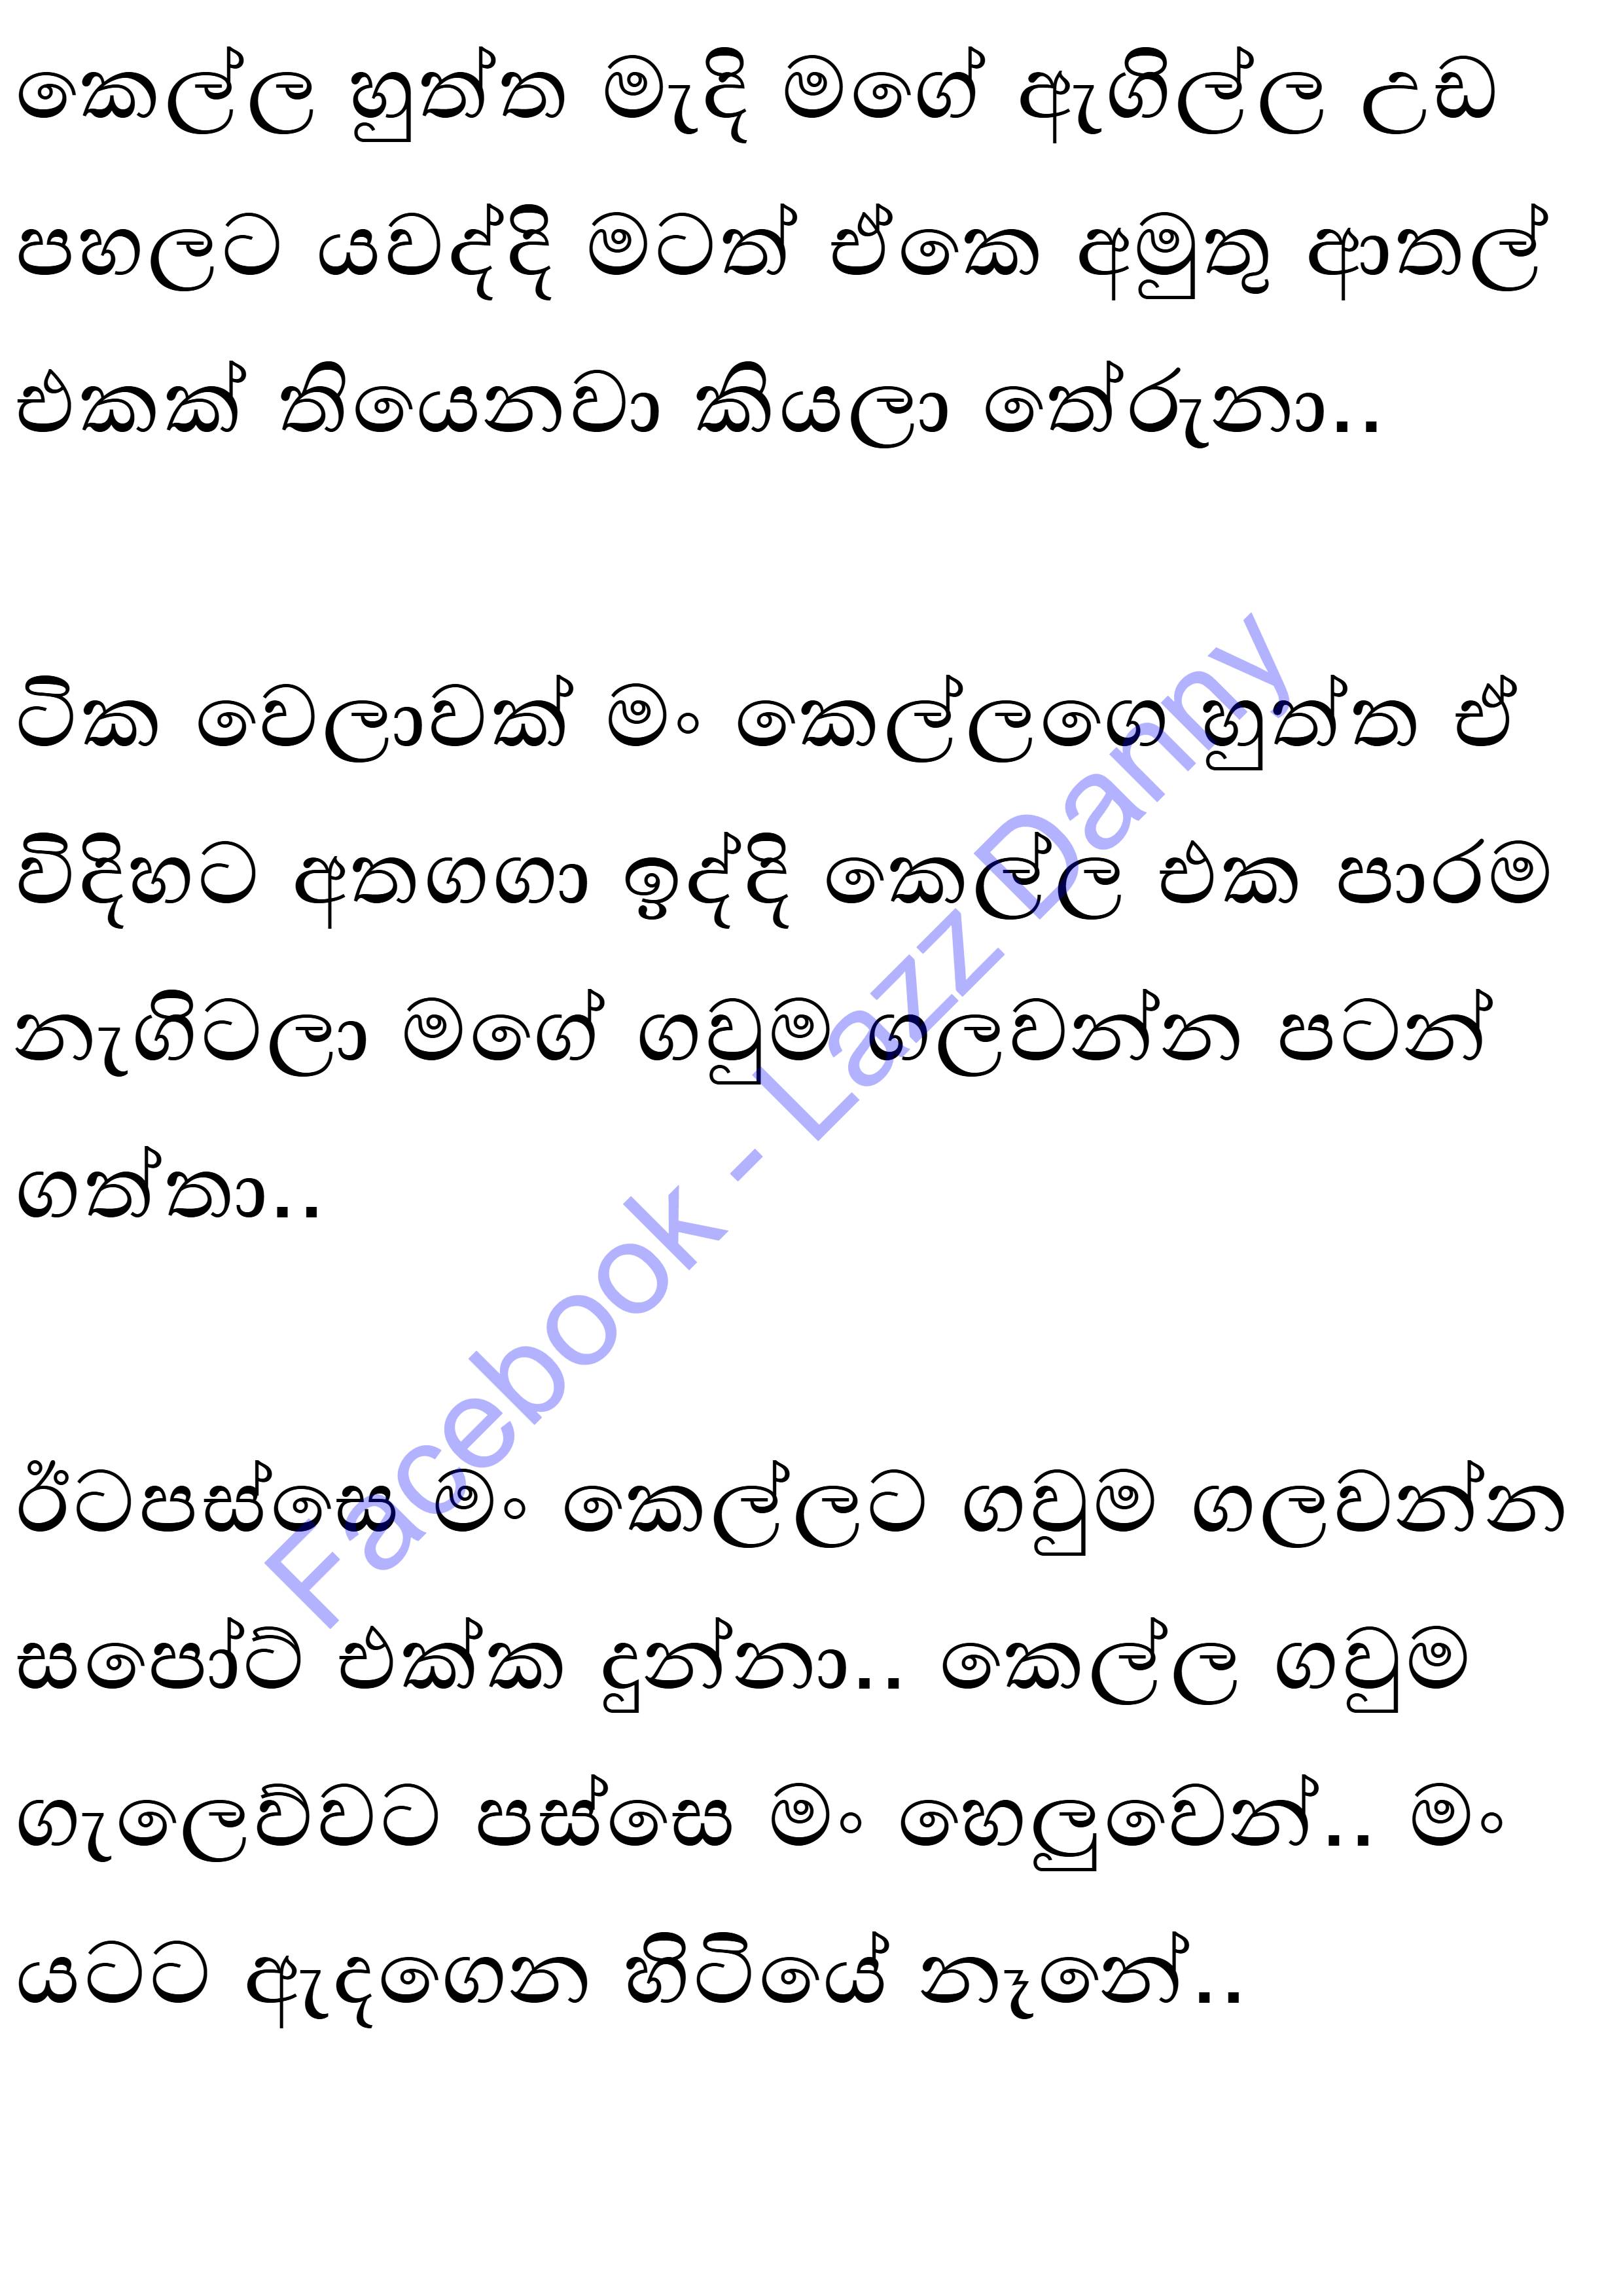 කෙල්ල හුත්ත මැදි මගේ ඇගිල්ල උඩ
පහලට යවද්දි මටත් ඒකෙ අමුතු ආතල්
එකක් තියෙනවා කියලා තේරුනා..
ටික වෙලාවක් මං කෙල්ලගෙ හුත්ත ඒ
විදිහට අතගගා ඉද්දි කෙල්ල එක පාරම
නැගිටලා මගේ ගවුම ගලවන්න පටන්
ගත්තා..
ඊටපස්සෙ මං කෙල්ලට ගවුම ගලවන්න
සපෝට් එක්ක දුන්නා.. කෙල්ල ගවුම
ගැලෙව්වට පස්සෙ මං හෙලුවෙන්.. මං
යටට ඇදගෙන හිටියේ නෑනේ..
Facebook - Lazz Danny